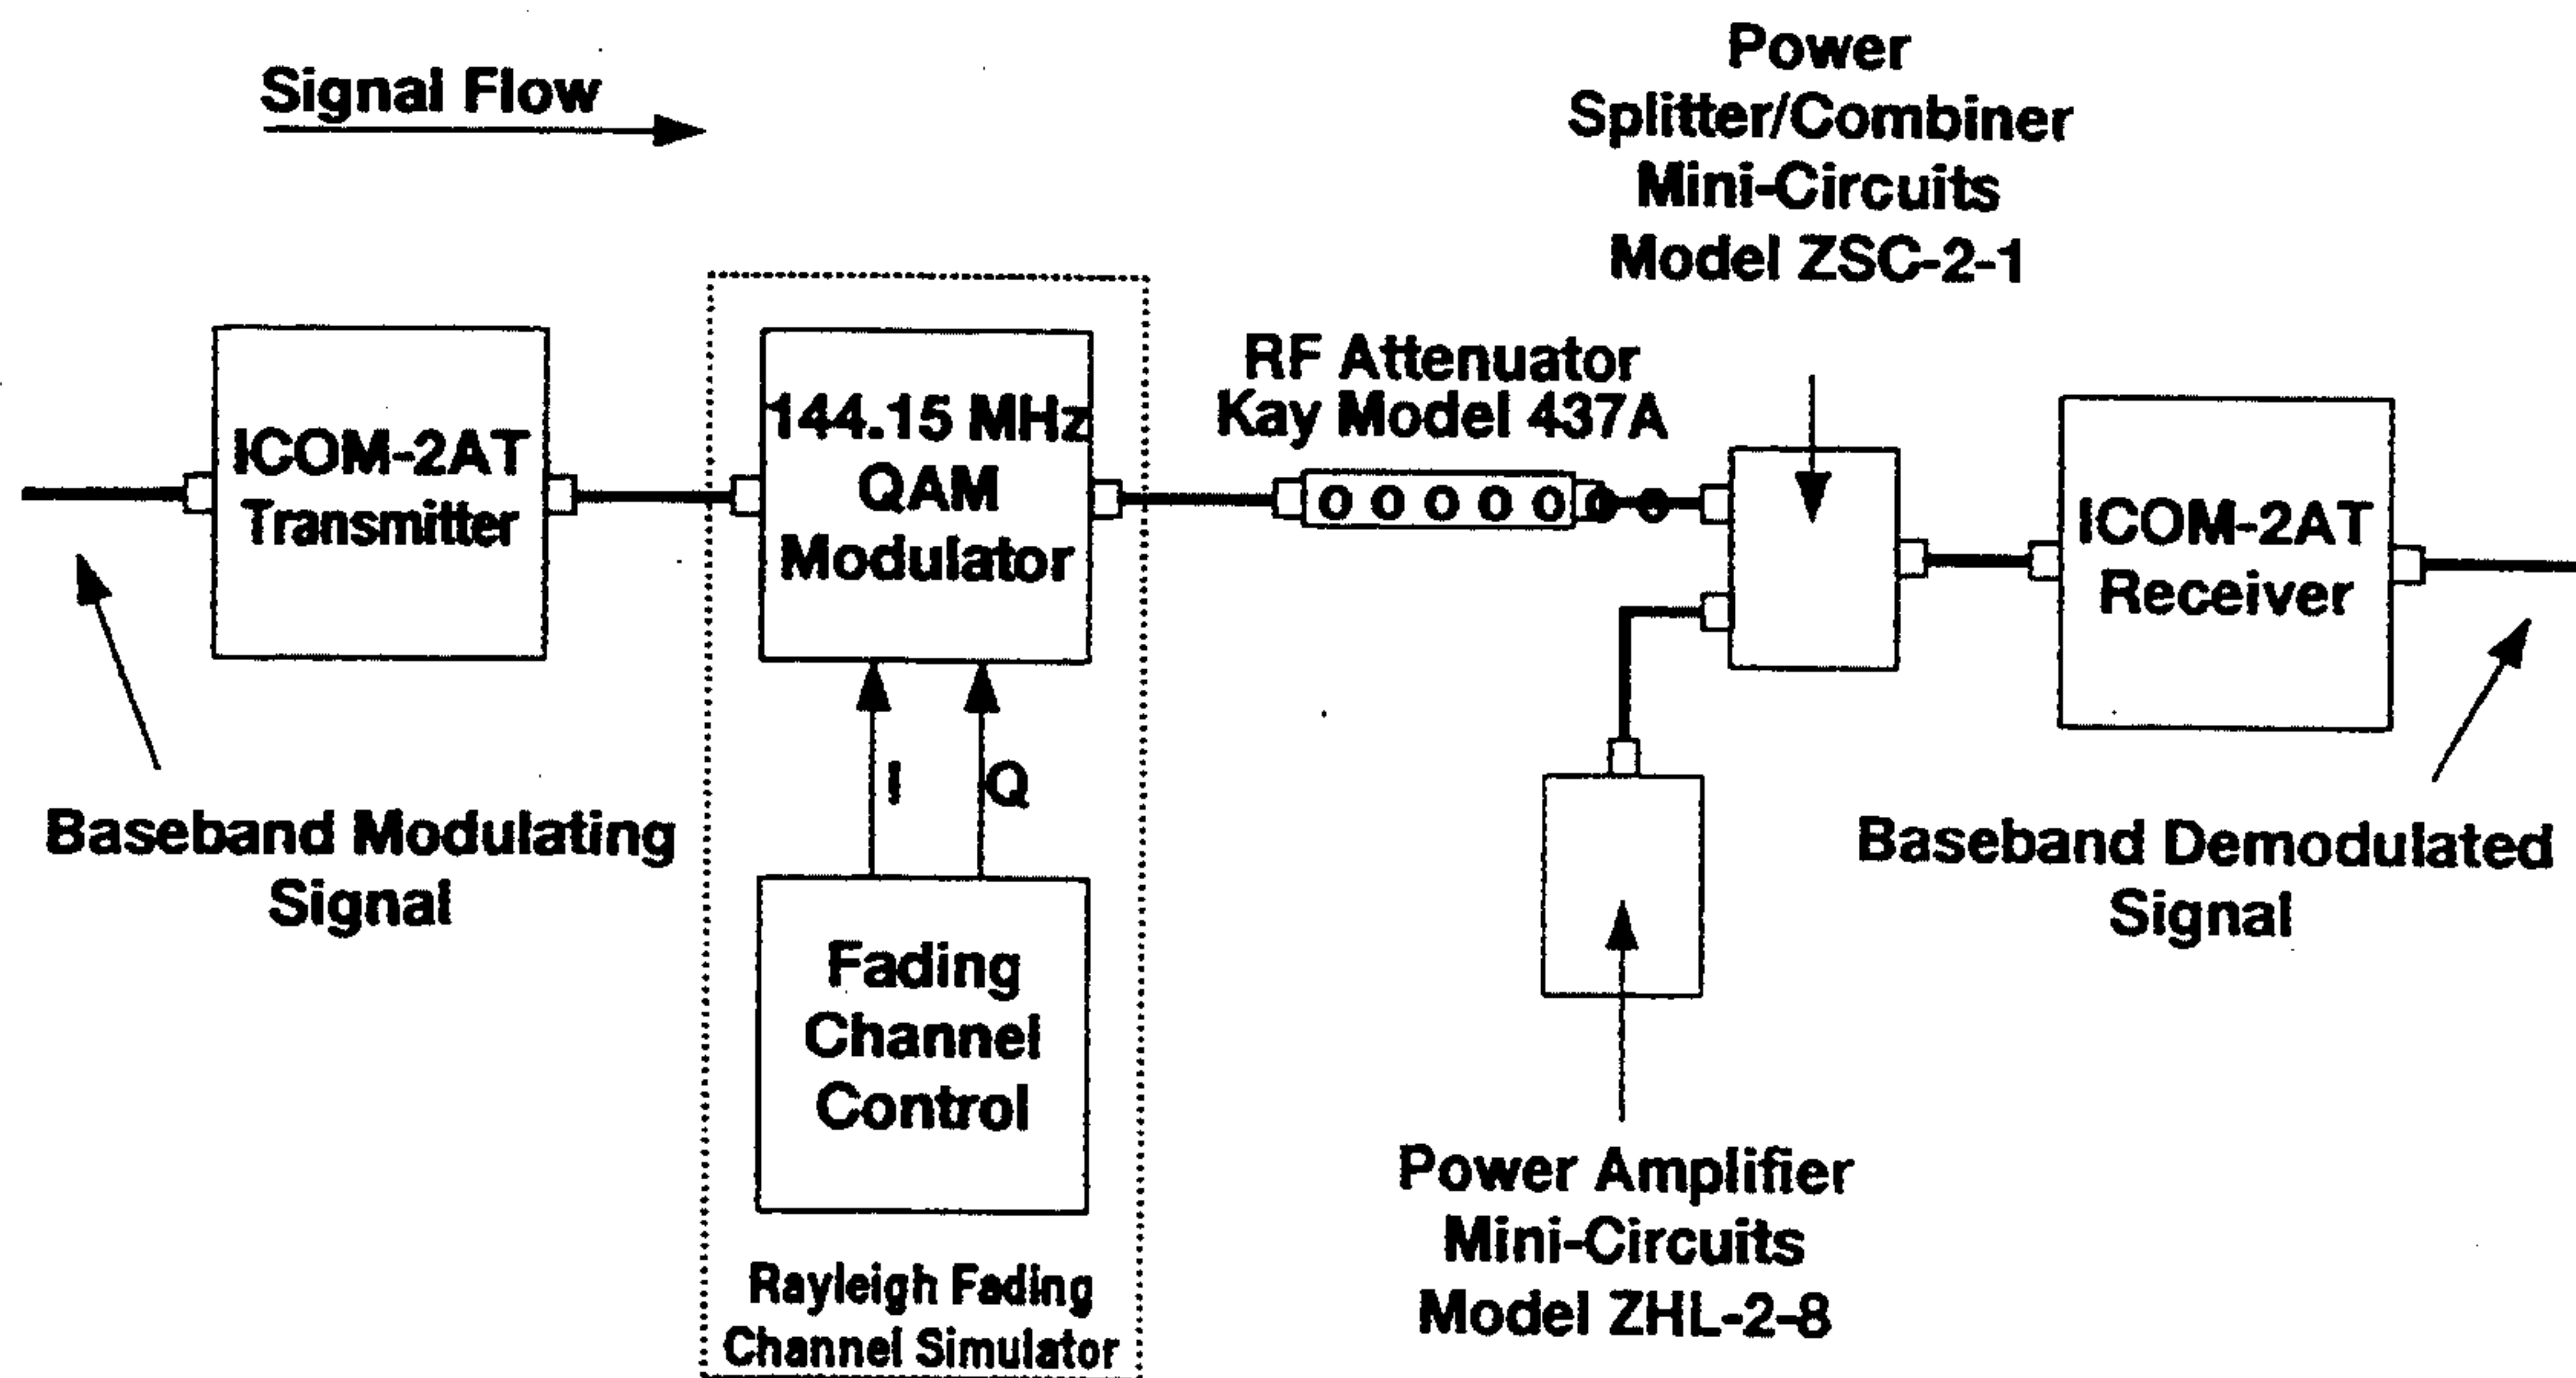 Signal Flow
Power
Splitter/Combiner
Mini-Circuits
Model ZSC-2-1
ICOM-2AT
Transmitter
144.15 MHz
QAM
Modulator
RF Attenuator
Kay Model 437A
ICOM-2AT
Receiver
I
Q
Baseband Modulating
Signal
Baseband Demodulated
Signal
Fading
Channel
Control
Rayleigh Fading
Channel Simulator
Power Amplifier
Mini-Circuits
Model ZHL-2-8